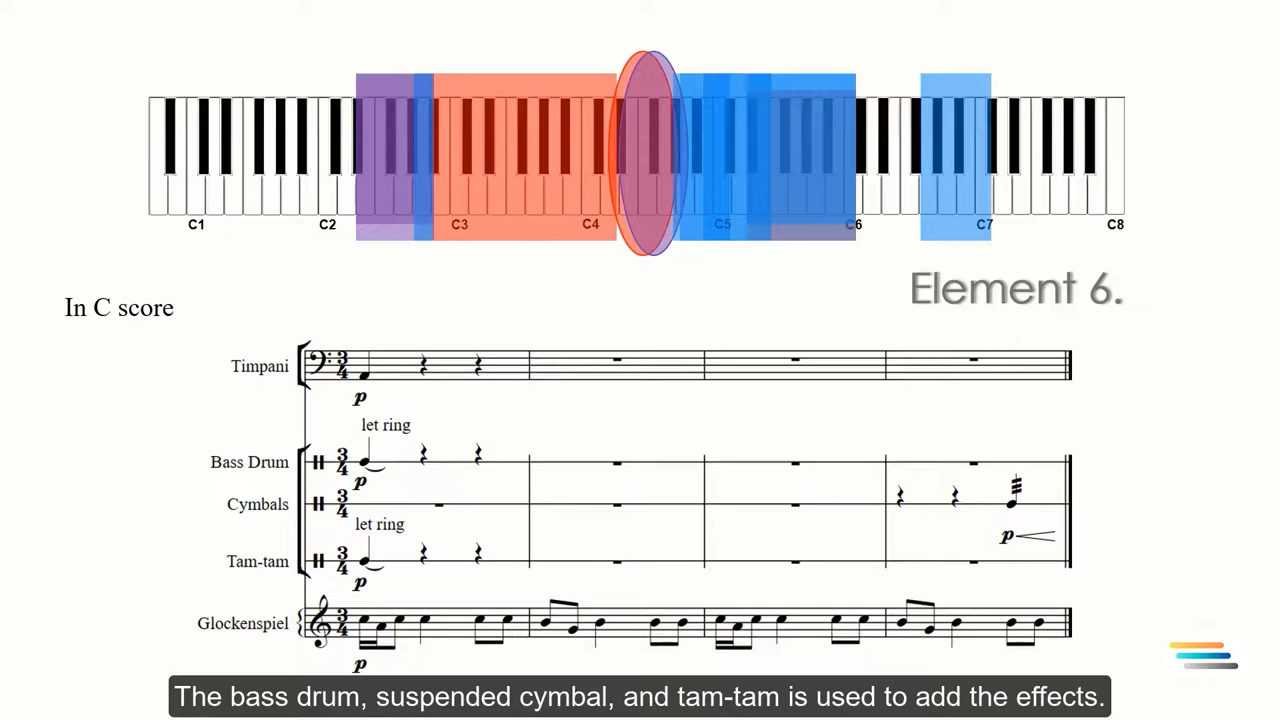 C1 C2 C3 C4 C5 C6 C7 C8
Element 6.
In C score
Timpani
p
let ring
Bass Drum
p
Cymbals
p
let ring
Tam-tam
p
Glockenspiel
p
The bass drum, suspended cymbal, and tam-tam is used to add the effects.